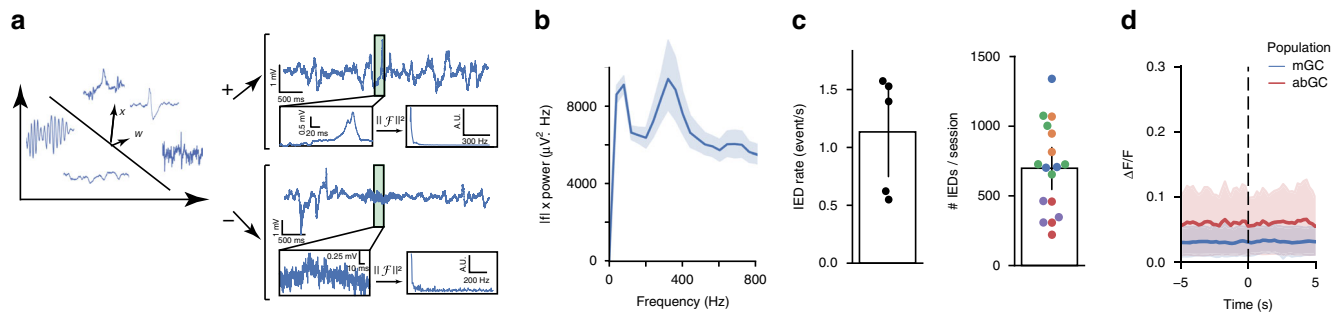 a
x
w
+
1 mV
500 ms
0.5 mV
20 ms
|| ℱ ||²
A.U.
300 Hz
−
1 mV
500 ms
0.25 mV
10 ms
|| ℱ ||²
A.U.
200 Hz
b
|f| x power (µV². Hz)
8000
6000
4000
0
0
400
800
Frequency (Hz)
c
IED rate (event/s)
1.5
1.0
0.5
0.0
# IEDs / session
1500
1000
500
0
d
Population
mGC
abGC
ΔF/F
0.3
0.2
0.1
0.0
−5
0
5
Time (s)